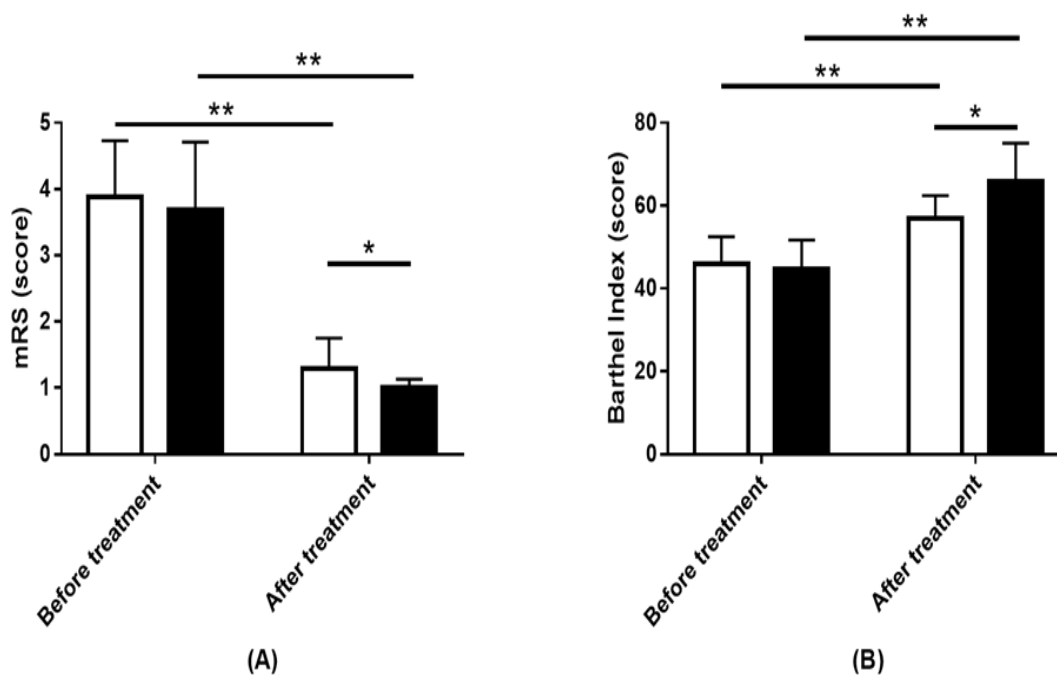 **
**
*
5
4
3
2
1
0
mRS (score)
Before treatment
After treatment
(A)
**
**
*
80
60
40
20
0
Barthel Index (score)
Before treatment
After treatment
(B)